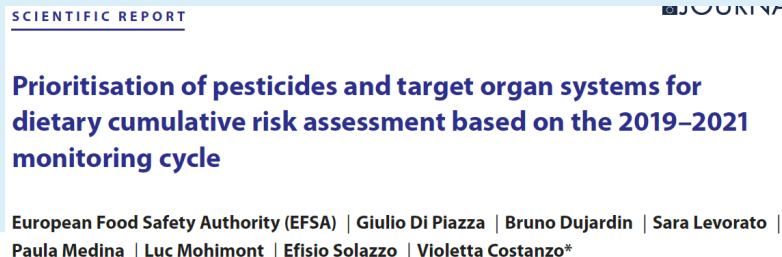 SCIENTIFIC REPORT
Prioritisation of pesticides and target organ systems for
dietary cumulative risk assessment based on the 2019–2021
monitoring cycle
European Food Safety Authority (EFSA) | Giulio Di Piazza | Bruno Dujardin | Sara Levorato |
Paula Medina | Luc Mohimont | Efisio Solazzo | Violetta Costanzo*